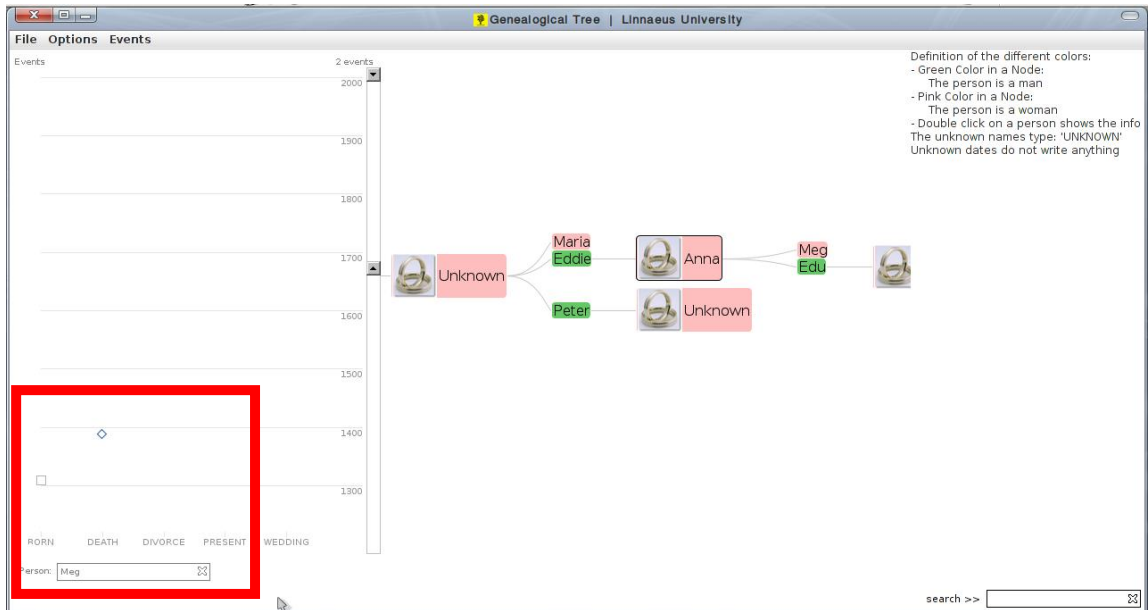 Genealogical Tree | Linnaeus University
File Options Events
Events
2 events
2000
1900
1800
1700
1600
1500
1400
1300
BORN DEATH DIVORCE PRESENT WEDDING
Person: Meg
Unknown
Maria
Eddie
Peter
Anna
Unknown
Meg
Edu
Definition of the different colors:
- Green Color in a Node:
The person is a man
- Pink Color in a Node:
The person is a woman
- Double click on a person shows the info
The unknown names type: 'UNKNOWN'
Unknown dates do not write anything
search >>